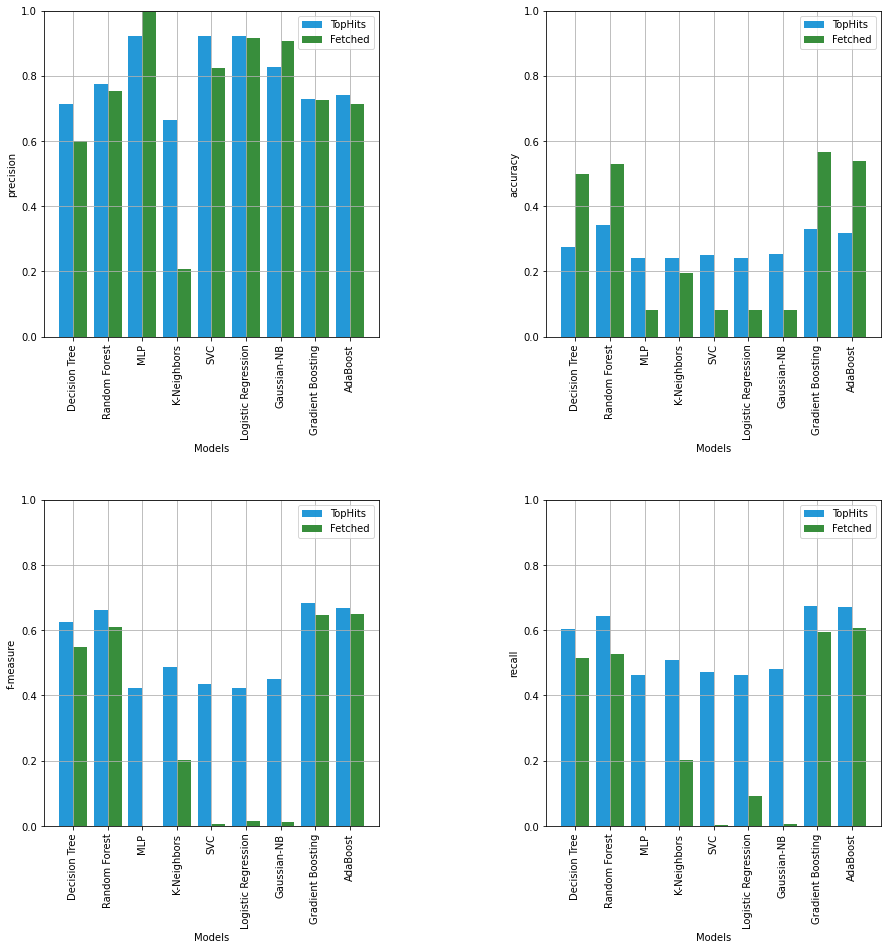 1.0
0.8
0.6
0.4
0.2
0.0
precision
TopHits
Fetched
Decision Tree
Random Forest
MLP
K-Neighbors
SVC
Logistic Regression
Gaussian-NB
Gradient Boosting
AdaBoost
Models
1.0
0.8
0.6
0.4
0.2
0.0
accuracy
TopHits
Fetched
Decision Tree
Random Forest
MLP
K-Neighbors
SVC
Logistic Regression
Gaussian-NB
Gradient Boosting
AdaBoost
Models
1.0
0.8
0.6
0.4
0.2
0.0
f-measure
TopHits
Fetched
Decision Tree
Random Forest
MLP
K-Neighbors
SVC
Logistic Regression
Gaussian-NB
Gradient Boosting
AdaBoost
Models
1.0
0.8
0.6
0.4
0.2
0.0
recall
TopHits
Fetched
Decision Tree
Random Forest
MLP
K-Neighbors
SVC
Logistic Regression
Gaussian-NB
Gradient Boosting
AdaBoost
Models